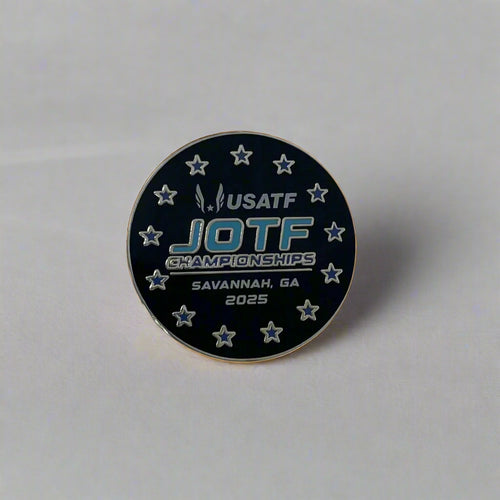 USATF
JOTF
CHAMPIONSHIPS
SAVANNAH, GA
2025